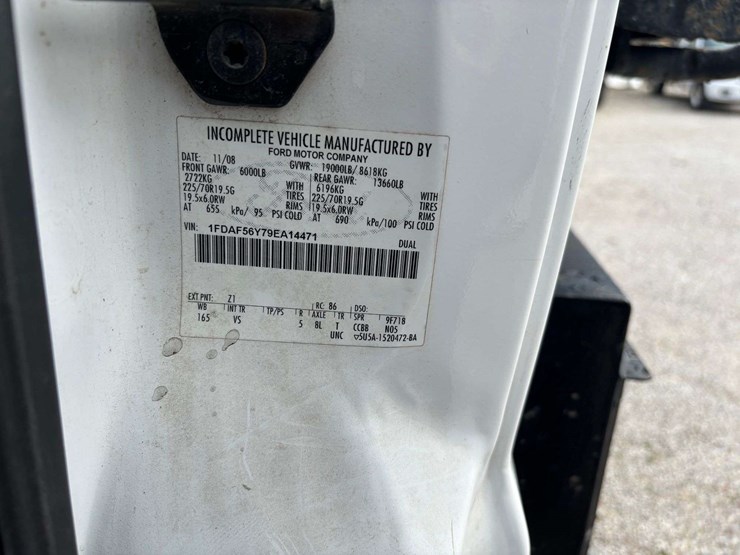 INCOMPLETE VEHICLE MANUFACTURED BY
FORD MOTOR COMPANY
DATE: 11/08 GVWR: 19000LB/ 8618KG
FRONT GAWR: 6000LB REAR GAWR: 13660LB
2722KG WITH 6196KG WITH
225/70R19.5G TIRES 225/70R19.5G TIRES
19.5x6.0RW RIMS 19.5x6.0RW RIMS
AT 655 kPa/ 95 PSI COLD AT 690 kPa/100 PSI COLD
VIN: 1FDAF56Y79EA14471 DUAL
EXT PNT: Z1 RC: 86 DSO:
WB INT TR TP/PS R AXLE TR SPR 9F718
165 VS 5 BL T CCBB N05
UNC 5U5A-1520472-BA